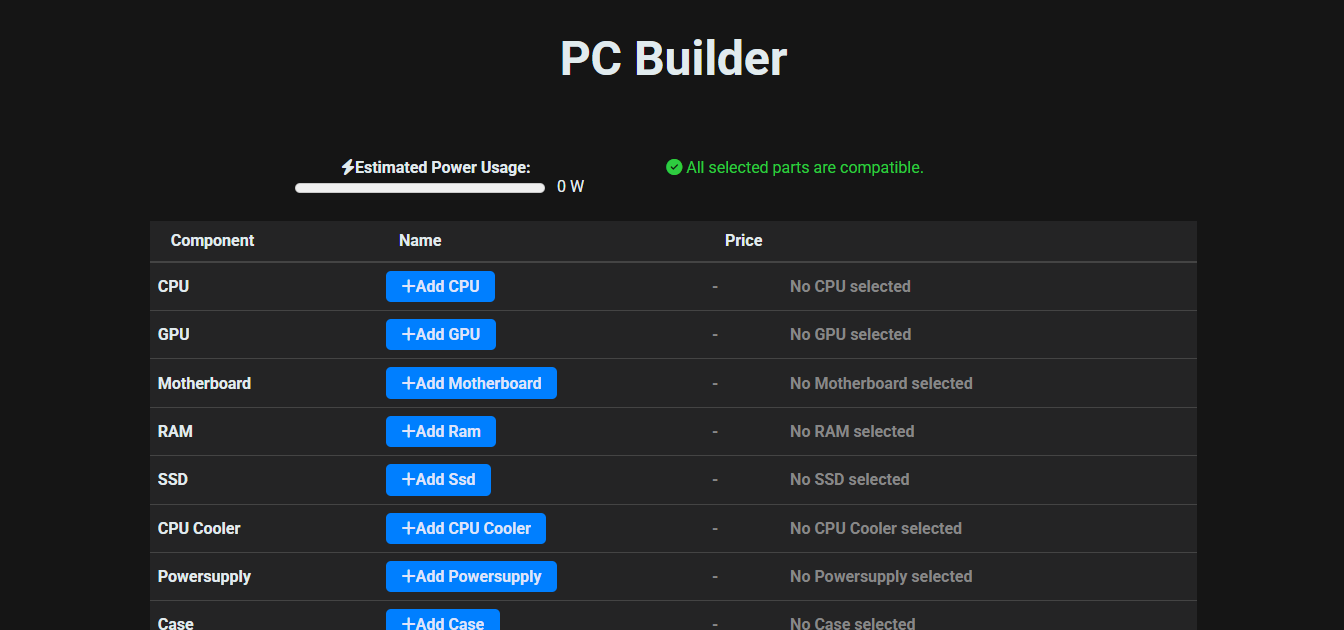 PC Builder
Estimated Power Usage:
0 W
All selected parts are compatible.
Component Name Price
CPU +Add CPU - No CPU selected
GPU +Add GPU - No GPU selected
Motherboard +Add Motherboard - No Motherboard selected
RAM +Add Ram - No RAM selected
SSD +Add Ssd - No SSD selected
CPU Cooler +Add CPU Cooler - No CPU Cooler selected
Powersupply +Add Powersupply - No Powersupply selected
Case +Add Case - No Case selected